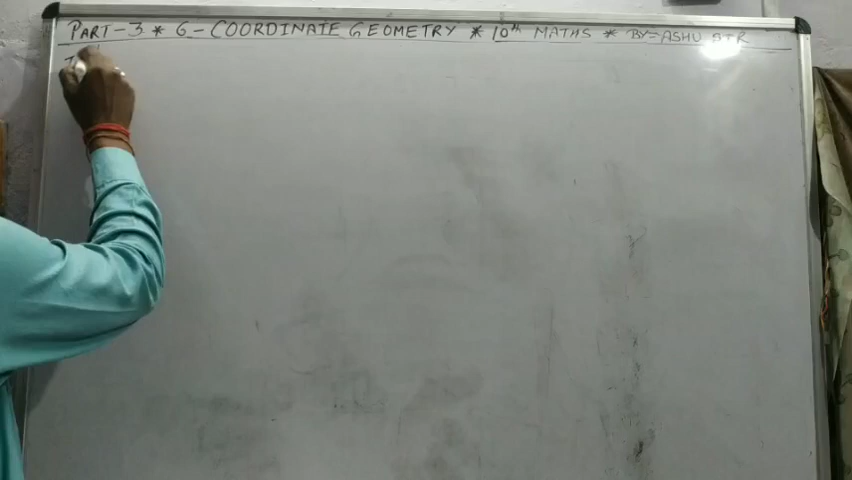 PART-3 * 6 - COORDINATE GEOMETRY * 10th MATHS * BY= ASHU SIR